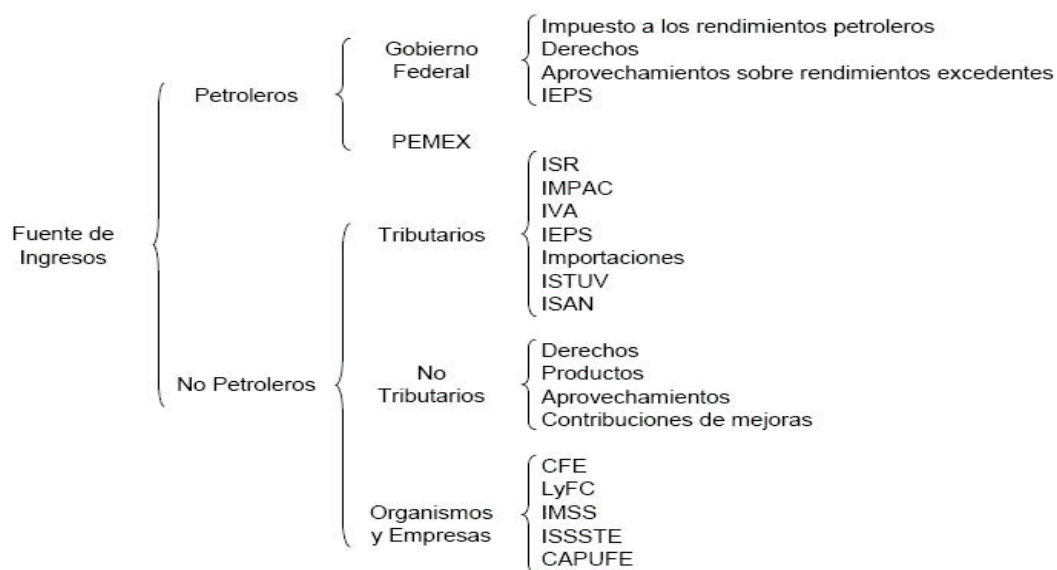 Fuente de
Ingresos
Petroleros
Gobierno
Federal
Impuesto a los rendimientos petroleros
Derechos
Aprovechamientos sobre rendimientos excedentes
IEPS
PEMEX
No Petroleros
Tributarios
ISR
IMPAC
IVA
IEPS
Importaciones
ISTUV
ISAN
No
Tributarios
Derechos
Productos
Aprovechamientos
Contribuciones de mejoras
Organismos
y Empresas
CFE
LyFC
IMSS
ISSSTE
CAPUFE